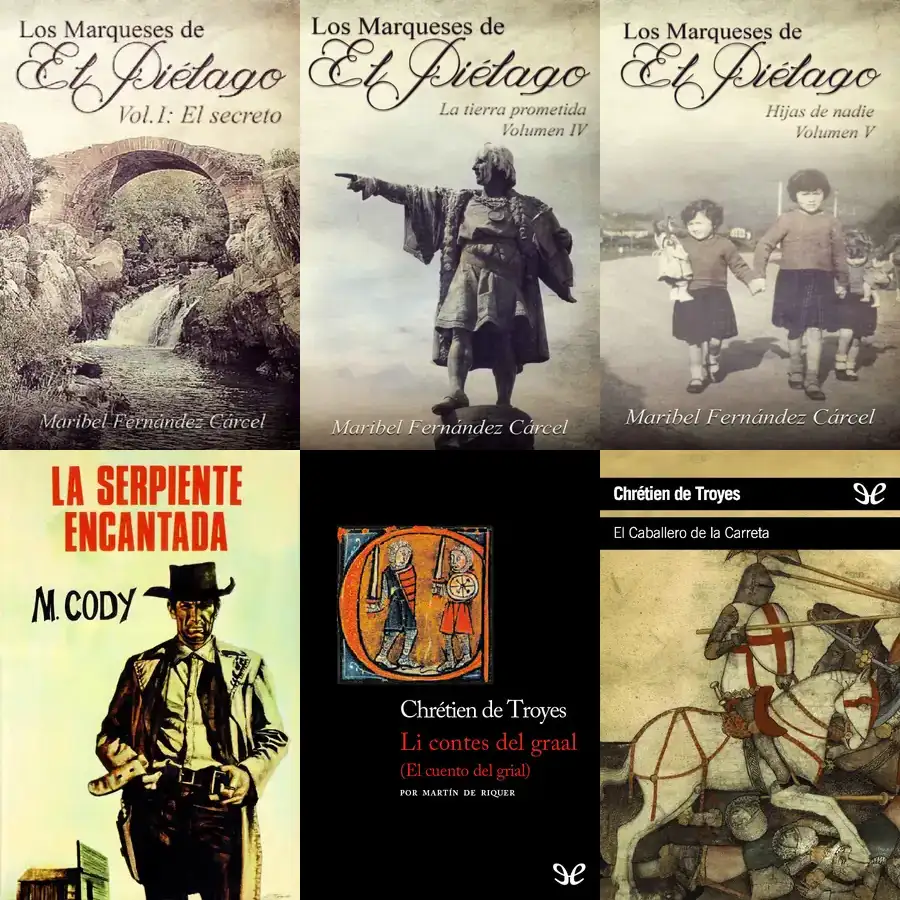 Los Marqueses de
El Piélago
Vol.I: El secreto
Maribel Fernández Cárcel
Los Marqueses de
El Piélago
La tierra prometida
Volumen IV
Maribel Fernández Cárcel
Los Marqueses de
El Piélago
Hijas de nadie
Volumen V
Maribel Fernández Cárcel
LA SERPIENTE
ENCANTADA
M. CODY
Chrétien de Troyes
Li contes del graal
(El cuento del grial)
POR MARTÍN DE RIQUER
Chrétien de Troyes
El Caballero de la Carreta